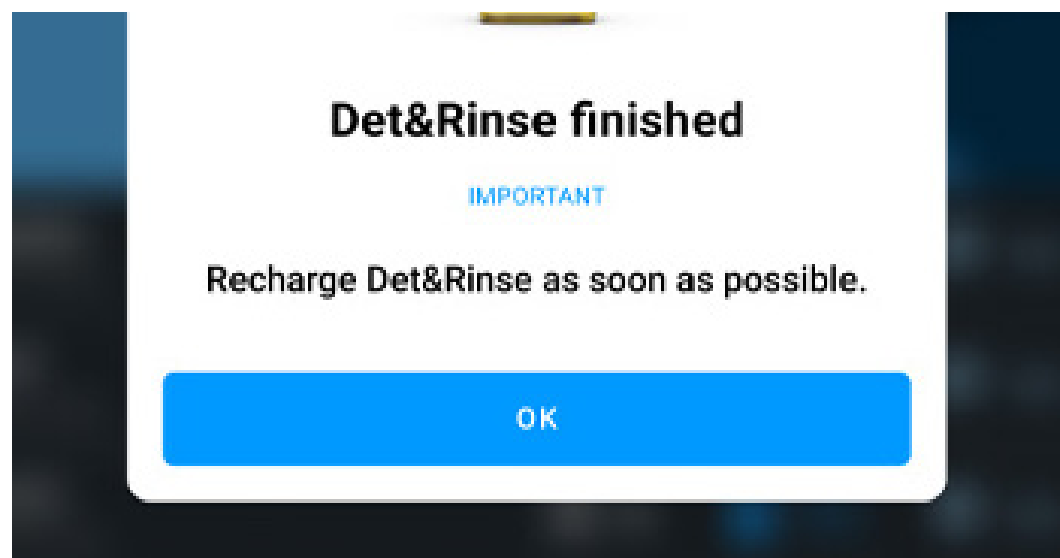 Det&Rinse finished
IMPORTANT
Recharge Det&Rinse as soon as possible.
OK